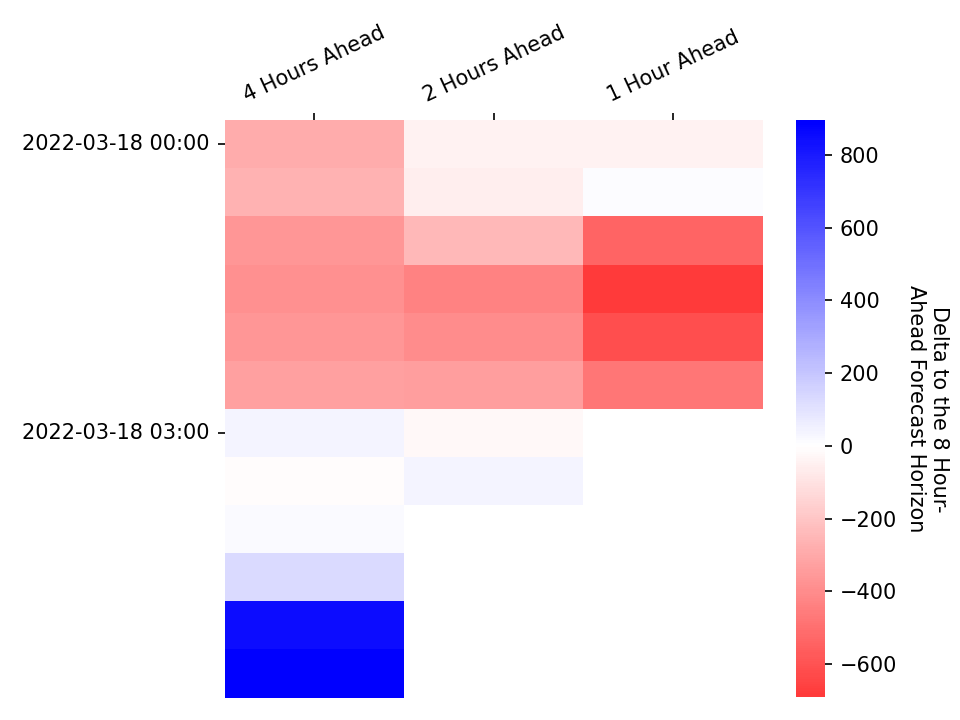 4 Hours Ahead
2 Hours Ahead
1 Hour Ahead
2022-03-18 00:00
2022-03-18 03:00
800
600
400
200
0
−200
−400
−600
Delta to the 8 Hour-
Ahead Forecast Horizon